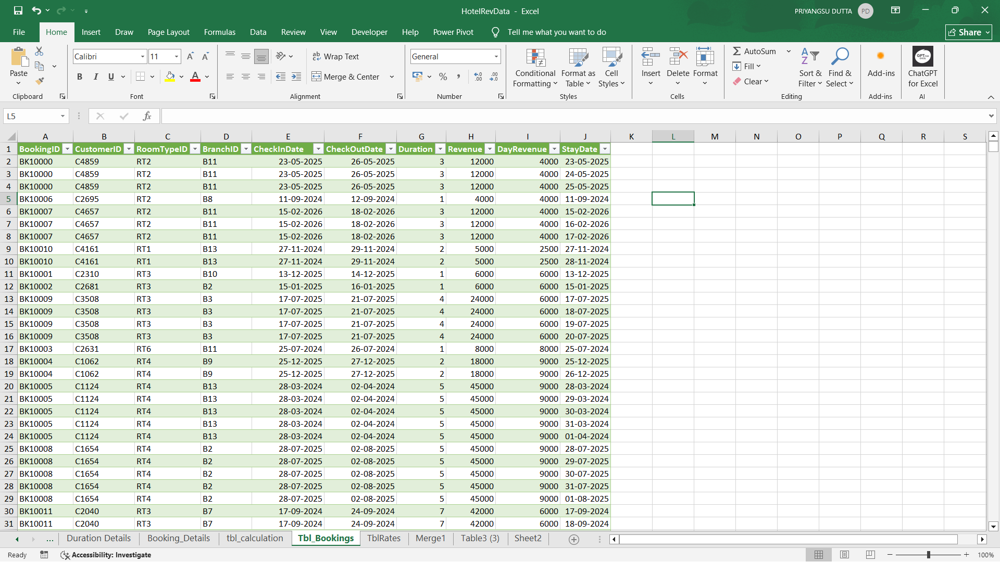 HotelRevData - Excel
PRIYANGSU DUTTA PD
File Home Insert Draw Page Layout Formulas Data Review View Developer Help Power Pivot Tell me what you want to do Share
Paste
Clipboard
Calibri 11
B I U A
Font
ab Wrap Text
Merge & Center
Alignment
General
% ,
Number
Conditional Formatting
Format as Table
Cell Styles
Styles
Insert Delete Format
Cells
AutoSum
Fill
Clear
Sort & Filter
Find & Select
Editing
Add-ins
Add-ins
GPT FOR EXCEL
ChatGPT for Excel
AI
L5 fx
A B C D E F G H I J K L M N O P Q R S
1 BookingID CustomerID RoomTypeID BranchID CheckInDate CheckOutDate Duration Revenue DayRevenue StayDate
2 BK10000 C4859 RT2 B11 23-05-2025 26-05-2025 3 12000 4000 23-05-2025
3 BK10000 C4859 RT2 B11 23-05-2025 26-05-2025 3 12000 4000 24-05-2025
4 BK10000 C4859 RT2 B11 23-05-2025 26-05-2025 3 12000 4000 25-05-2025
5 BK10006 C2695 RT2 B8 11-09-2024 12-09-2024 1 4000 4000 11-09-2024
6 BK10007 C4657 RT2 B11 15-02-2026 18-02-2026 3 12000 4000 15-02-2026
7 BK10007 C4657 RT2 B11 15-02-2026 18-02-2026 3 12000 4000 16-02-2026
8 BK10007 C4657 RT2 B11 15-02-2026 18-02-2026 3 12000 4000 17-02-2026
9 BK10010 C4161 RT1 B13 27-11-2024 29-11-2024 2 5000 2500 27-11-2024
10 BK10010 C4161 RT1 B13 27-11-2024 29-11-2024 2 5000 2500 28-11-2024
11 BK10001 C2310 RT3 B10 13-12-2025 14-12-2025 1 6000 6000 13-12-2025
12 BK10002 C2681 RT3 B2 15-01-2025 16-01-2025 1 6000 6000 15-01-2025
13 BK10009 C3508 RT3 B3 17-07-2025 21-07-2025 4 24000 6000 17-07-2025
14 BK10009 C3508 RT3 B3 17-07-2025 21-07-2025 4 24000 6000 18-07-2025
15 BK10009 C3508 RT3 B3 17-07-2025 21-07-2025 4 24000 6000 19-07-2025
16 BK10009 C3508 RT3 B3 17-07-2025 21-07-2025 4 24000 6000 20-07-2025
17 BK10003 C2631 RT6 B11 25-07-2024 26-07-2024 1 8000 8000 25-07-2024
18 BK10004 C1062 RT4 B9 25-12-2025 27-12-2025 2 18000 9000 25-12-2025
19 BK10004 C1062 RT4 B9 25-12-2025 27-12-2025 2 18000 9000 26-12-2025
20 BK10005 C1124 RT4 B13 28-03-2024 02-04-2024 5 45000 9000 28-03-2024
21 BK10005 C1124 RT4 B13 28-03-2024 02-04-2024 5 45000 9000 29-03-2024
22 BK10005 C1124 RT4 B13 28-03-2024 02-04-2024 5 45000 9000 30-03-2024
23 BK10005 C1124 RT4 B13 28-03-2024 02-04-2024 5 45000 9000 31-03-2024
24 BK10005 C1124 RT4 B13 28-03-2024 02-04-2024 5 45000 9000 01-04-2024
25 BK10008 C1654 RT4 B2 28-07-2025 02-08-2025 5 45000 9000 28-07-2025
26 BK10008 C1654 RT4 B2 28-07-2025 02-08-2025 5 45000 9000 29-07-2025
27 BK10008 C1654 RT4 B2 28-07-2025 02-08-2025 5 45000 9000 30-07-2025
28 BK10008 C1654 RT4 B2 28-07-2025 02-08-2025 5 45000 9000 31-07-2025
29 BK10008 C1654 RT4 B2 28-07-2025 02-08-2025 5 45000 9000 01-08-2025
30 BK10011 C2040 RT3 B7 17-09-2024 24-09-2024 7 42000 6000 17-09-2024
31 BK10011 C2040 RT3 B7 17-09-2024 24-09-2024 7 42000 6000 18-09-2024
... Duration Details Booking_Details tbl_calculation Tbl_Bookings TblRates Merge1 Table3 (3) Sheet2
Ready Accessibility: Investigate 100%